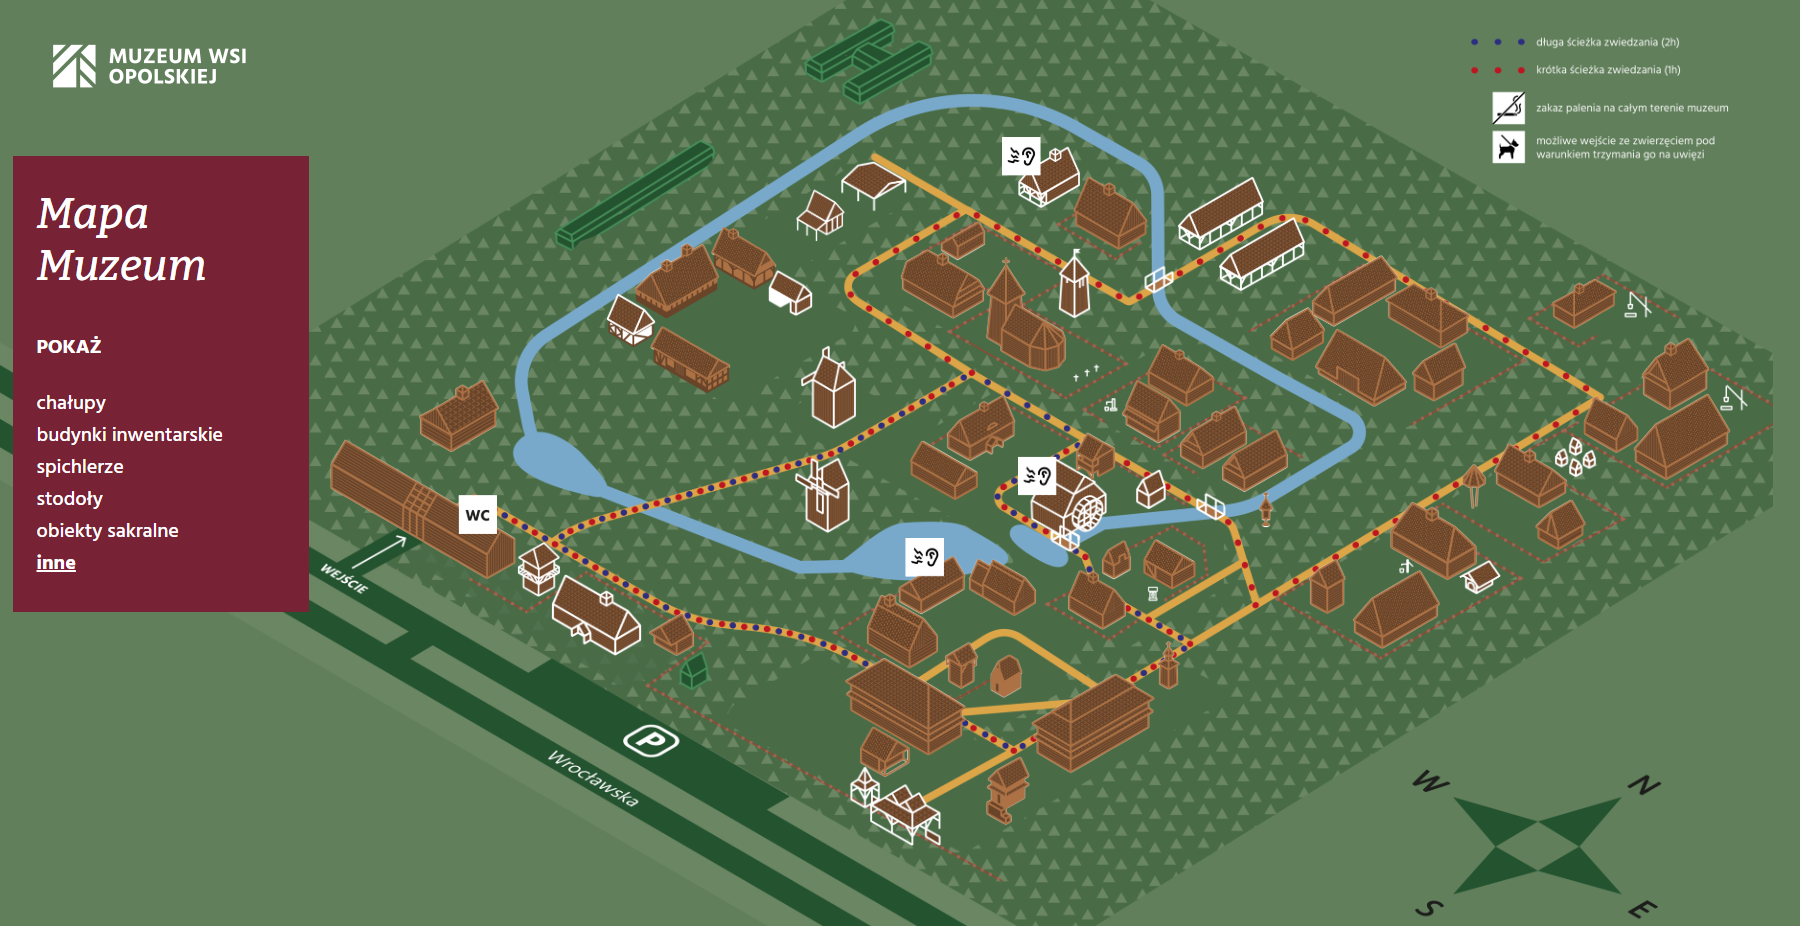 MUZEUM WSI
OPOLSKIEJ
długa ścieżka zwiedzania (2h)
krótka ścieżka zwiedzania (1h)
zakaz palenia na całym terenie muzeum
możliwe wejście ze zwierzęciem pod
warunkiem trzymania go na uwięzi
Mapa
Muzeum
POKAŻ
chałupy
budynki inwentarskie
spichlerze
stodoły
obiekty sakralne
inne
WC
WEJŚCIE
P
Wrocławska
W
N
S
E